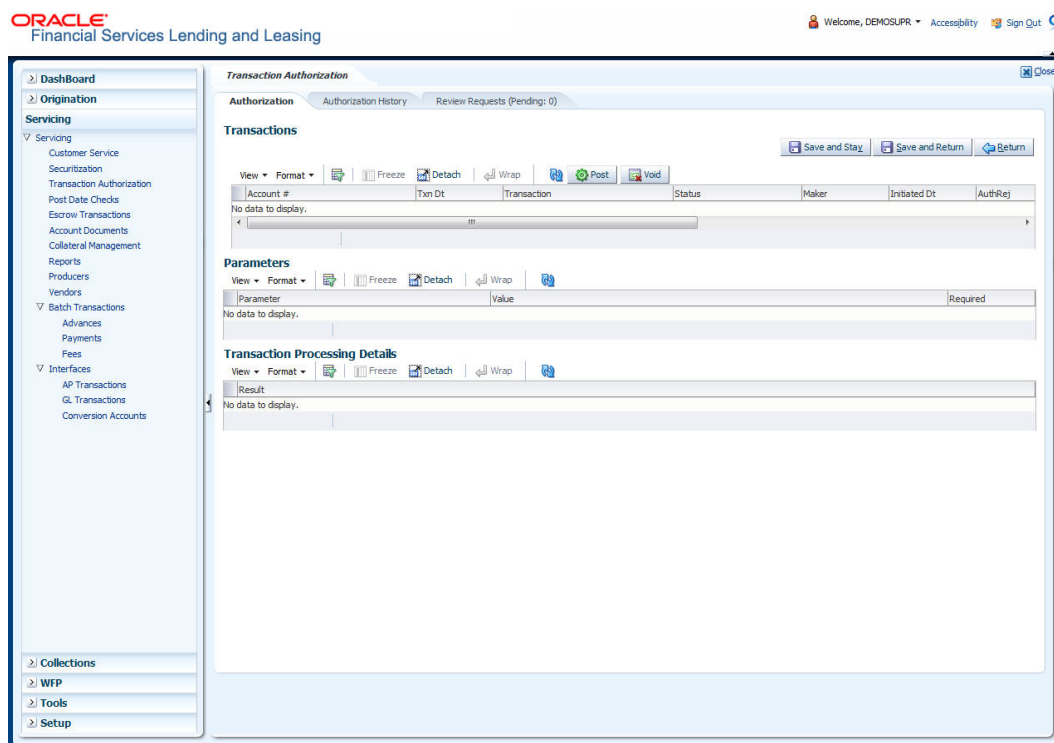 ORACLE
Financial Services Lending and Leasing
Welcome, DEMOSUPR Accessibility Sign Out
DashBoard
Origination
Servicing
Servicing
Customer Service
Securitization
Transaction Authorization
Post Date Checks
Escrow Transactions
Account Documents
Collateral Management
Reports
Producers
Vendors
Batch Transactions
Advances
Payments
Fees
Interfaces
AP Transactions
GL Transactions
Conversion Accounts
Collections
WFP
Tools
Setup
Transaction Authorization
Close
Authorization Authorization History Review Requests (Pending: 0)
Transactions
Save and Stay Save and Return Return
View Format Freeze Detach Wrap Post Void
Account # Txn Dt Transaction Status Maker Initiated Dt AuthRej
No data to display.
Parameters
View Format Freeze Detach Wrap
Parameter Value Required
No data to display.
Transaction Processing Details
View Format Freeze Detach Wrap
Result
No data to display.